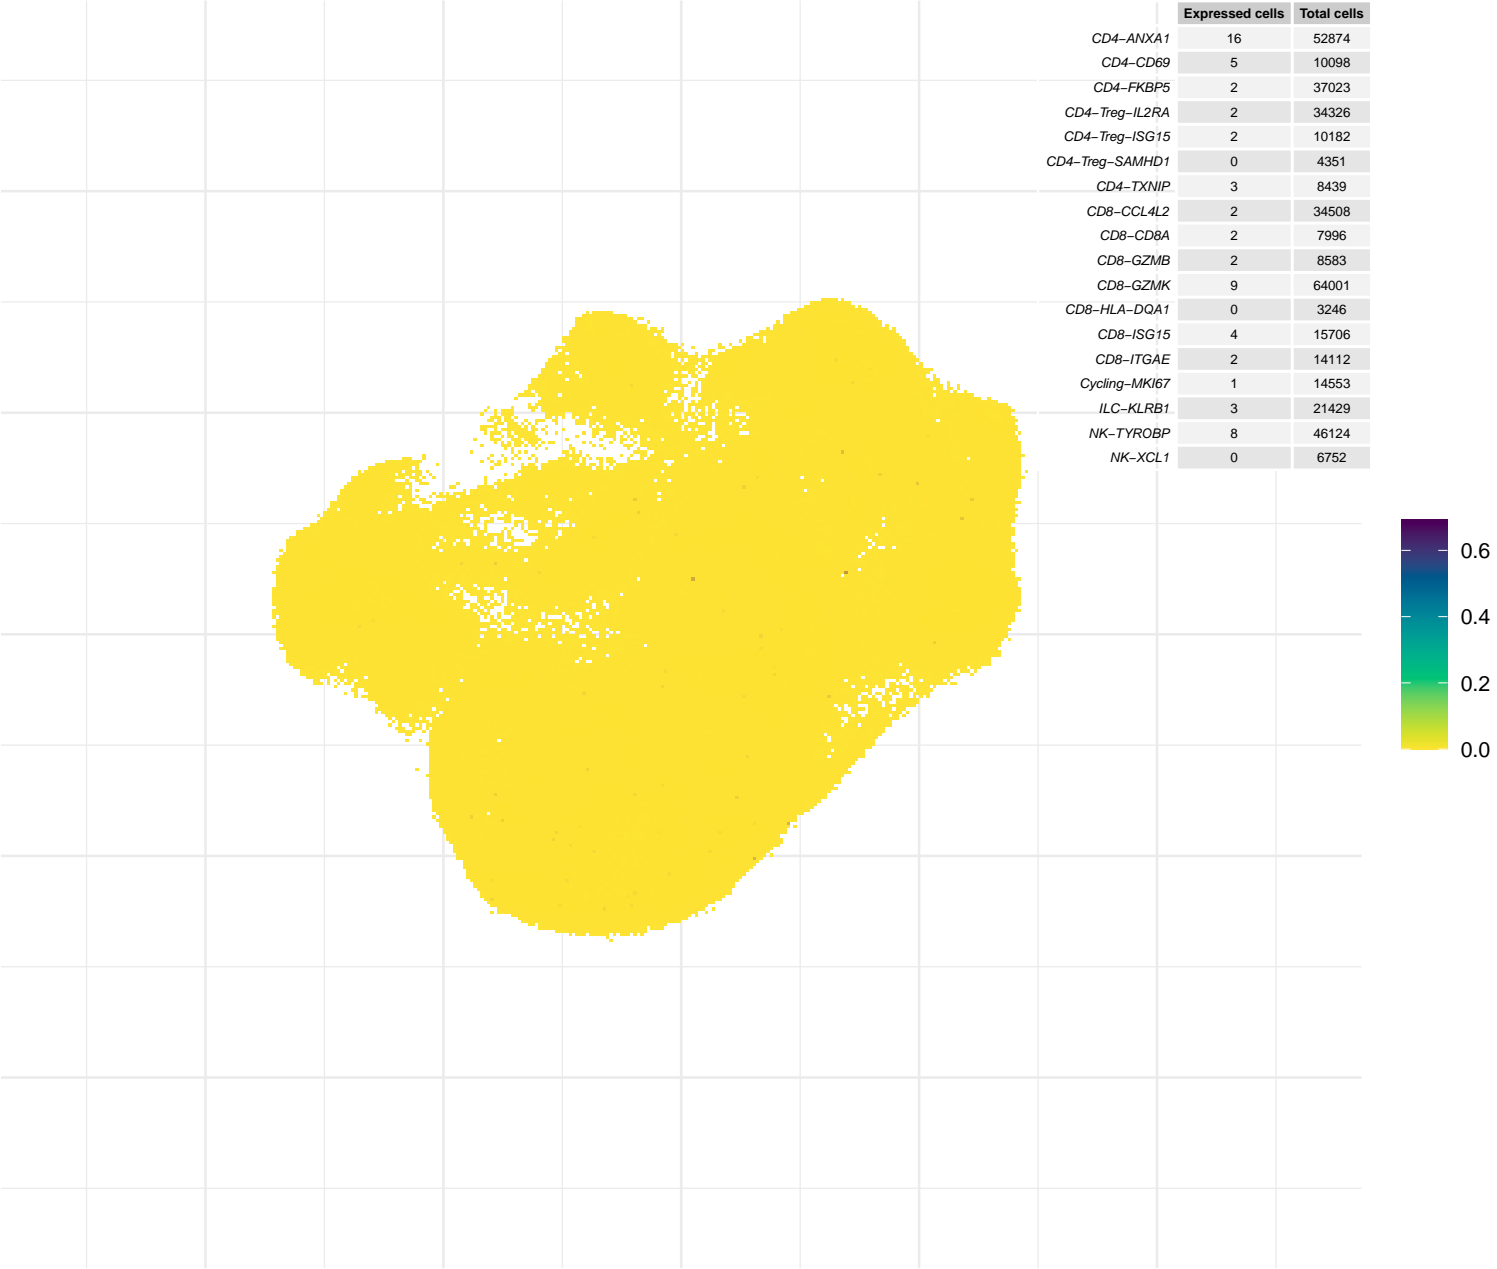 Expressed cells Total cells
CD4−ANXA1 16 52874
CD4−CD69 5 10098
CD4−FKBP5 2 37023
CD4−Treg−IL2RA 2 34326
CD4−Treg−ISG15 2 10182
CD4−Treg−SAMHD1 0 4351
CD4−TXNIP 3 8439
CD8−CCL4L2 2 34508
CD8−CD8A 2 7996
CD8−GZMB 2 8583
CD8−GZMK 9 64001
CD8−HLA−DQA1 0 3246
CD8−ISG15 4 15706
CD8−ITGAE 2 14112
Cycling−MKI67 1 14553
ILC−KLRB1 3 21429
NK−TYROBP 8 46124
NK−XCL1 0 6752
0.6
0.4
0.2
0.0